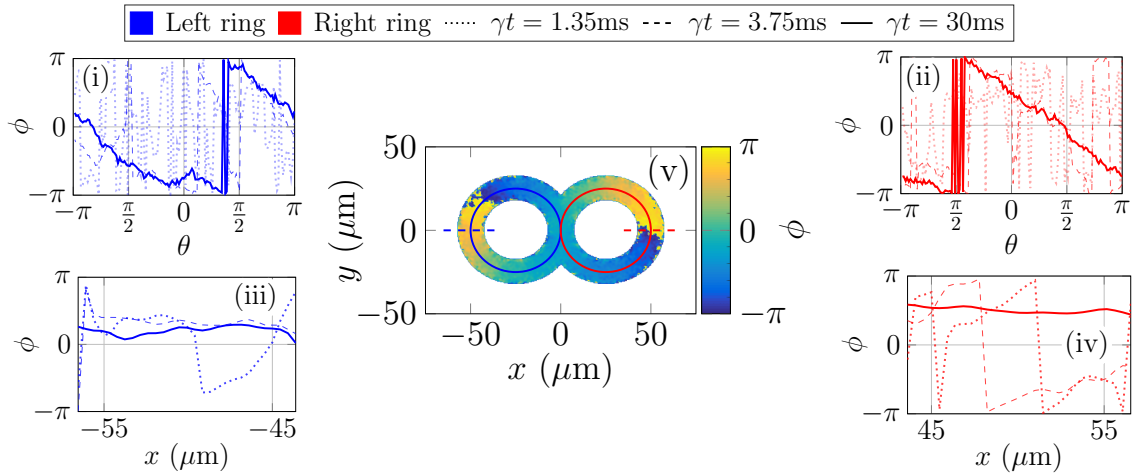 Left ring Right ring γt = 1.35ms γt = 3.75ms γt = 30ms
(i)
π
0
−π
ϕ
−π π/2 0 π/2 π
θ
(ii)
π
0
−π
ϕ
−π π/2 0 π/2 π
θ
(v)
50
0
−50
y (μm)
−50 0 50
x (μm)
π
0
−π
ϕ
(iii)
π
0
−π
ϕ
−55 −45
x (μm)
(iv)
π
0
−π
ϕ
45 55
x (μm)